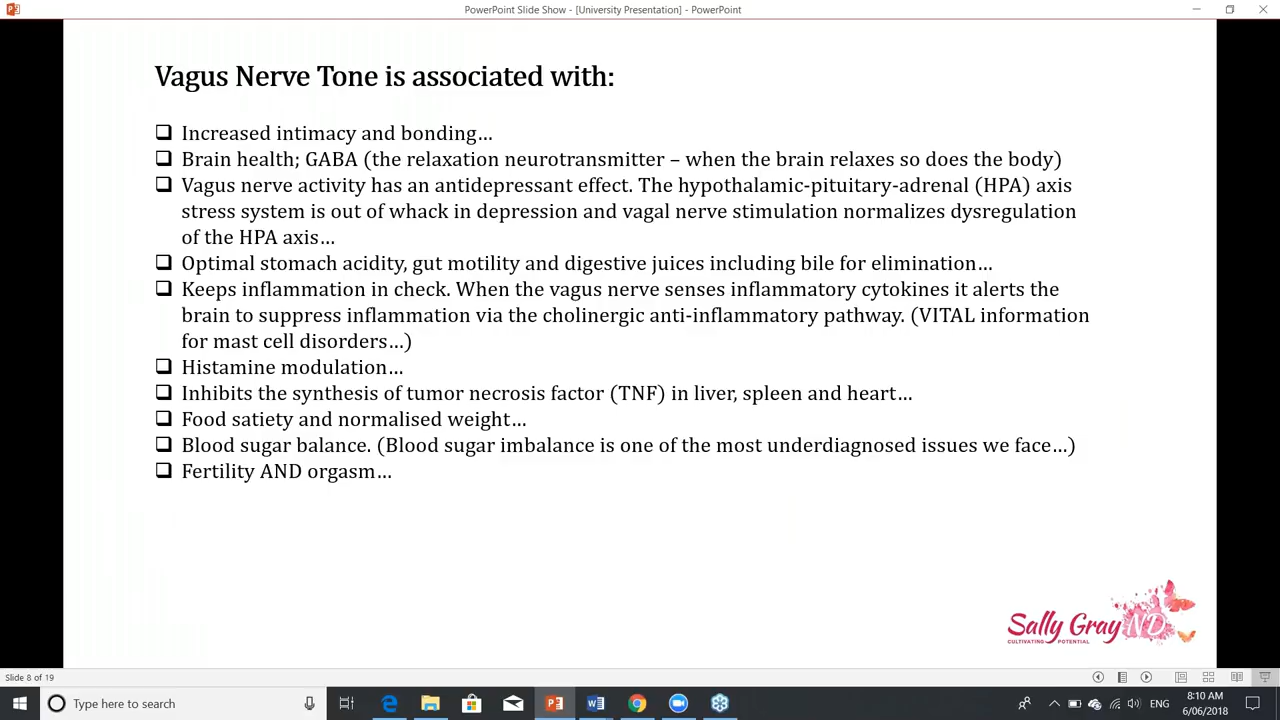 PowerPoint Slide Show - [University Presentation] - PowerPoint
Vagus Nerve Tone is associated with:
Increased intimacy and bonding…
Brain health; GABA (the relaxation neurotransmitter – when the brain relaxes so does the body)
Vagus nerve activity has an antidepressant effect. The hypothalamic-pituitary-adrenal (HPA) axis
stress system is out of whack in depression and vagal nerve stimulation normalizes dysregulation
of the HPA axis…
Optimal stomach acidity, gut motility and digestive juices including bile for elimination…
Keeps inflammation in check. When the vagus nerve senses inflammatory cytokines it alerts the
brain to suppress inflammation via the cholinergic anti-inflammatory pathway. (VITAL information
for mast cell disorders…)
Histamine modulation…
Inhibits the synthesis of tumor necrosis factor (TNF) in liver, spleen and heart…
Food satiety and normalised weight…
Blood sugar balance. (Blood sugar imbalance is one of the most underdiagnosed issues we face…)
Fertility AND orgasm…
Sally Gray ND
CULTIVATING POTENTIAL
Slide 8 of 19
Type here to search
ENG
8:10 AM
6/06/2018